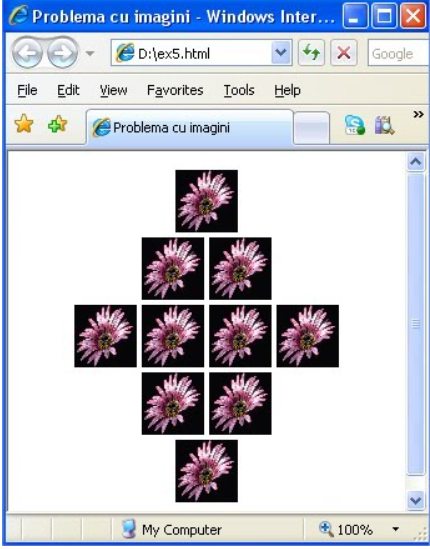 Problema cu imagini - Windows Inter...
D:\ex5.html
Google
File Edit View Favorites Tools Help
Problema cu imagini
»
My Computer
100%